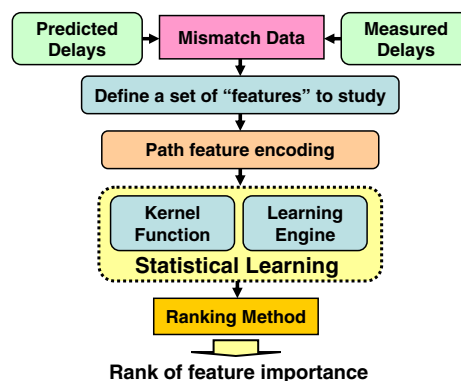 Predicted
Delays
Mismatch Data
Measured
Delays
Define a set of “features” to study
Path feature encoding
Kernel
Function
Learning
Engine
Statistical Learning
Ranking Method
Rank of feature importance